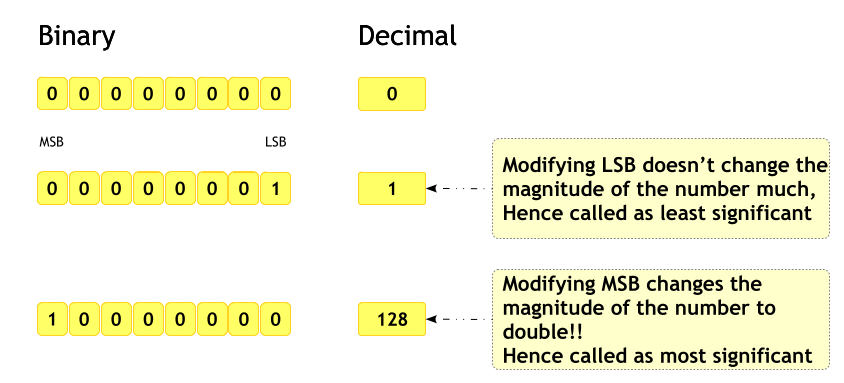 Binary Decimal
0 0 0 0 0 0 0 0 0
MSB LSB
0 0 0 0 0 0 0 1 1
Modifying LSB doesn't change the
magnitude of the number much,
Hence called as least significant
1 0 0 0 0 0 0 0 128
Modifying MSB changes the
magnitude of the number to
double!!
Hence called as most significant